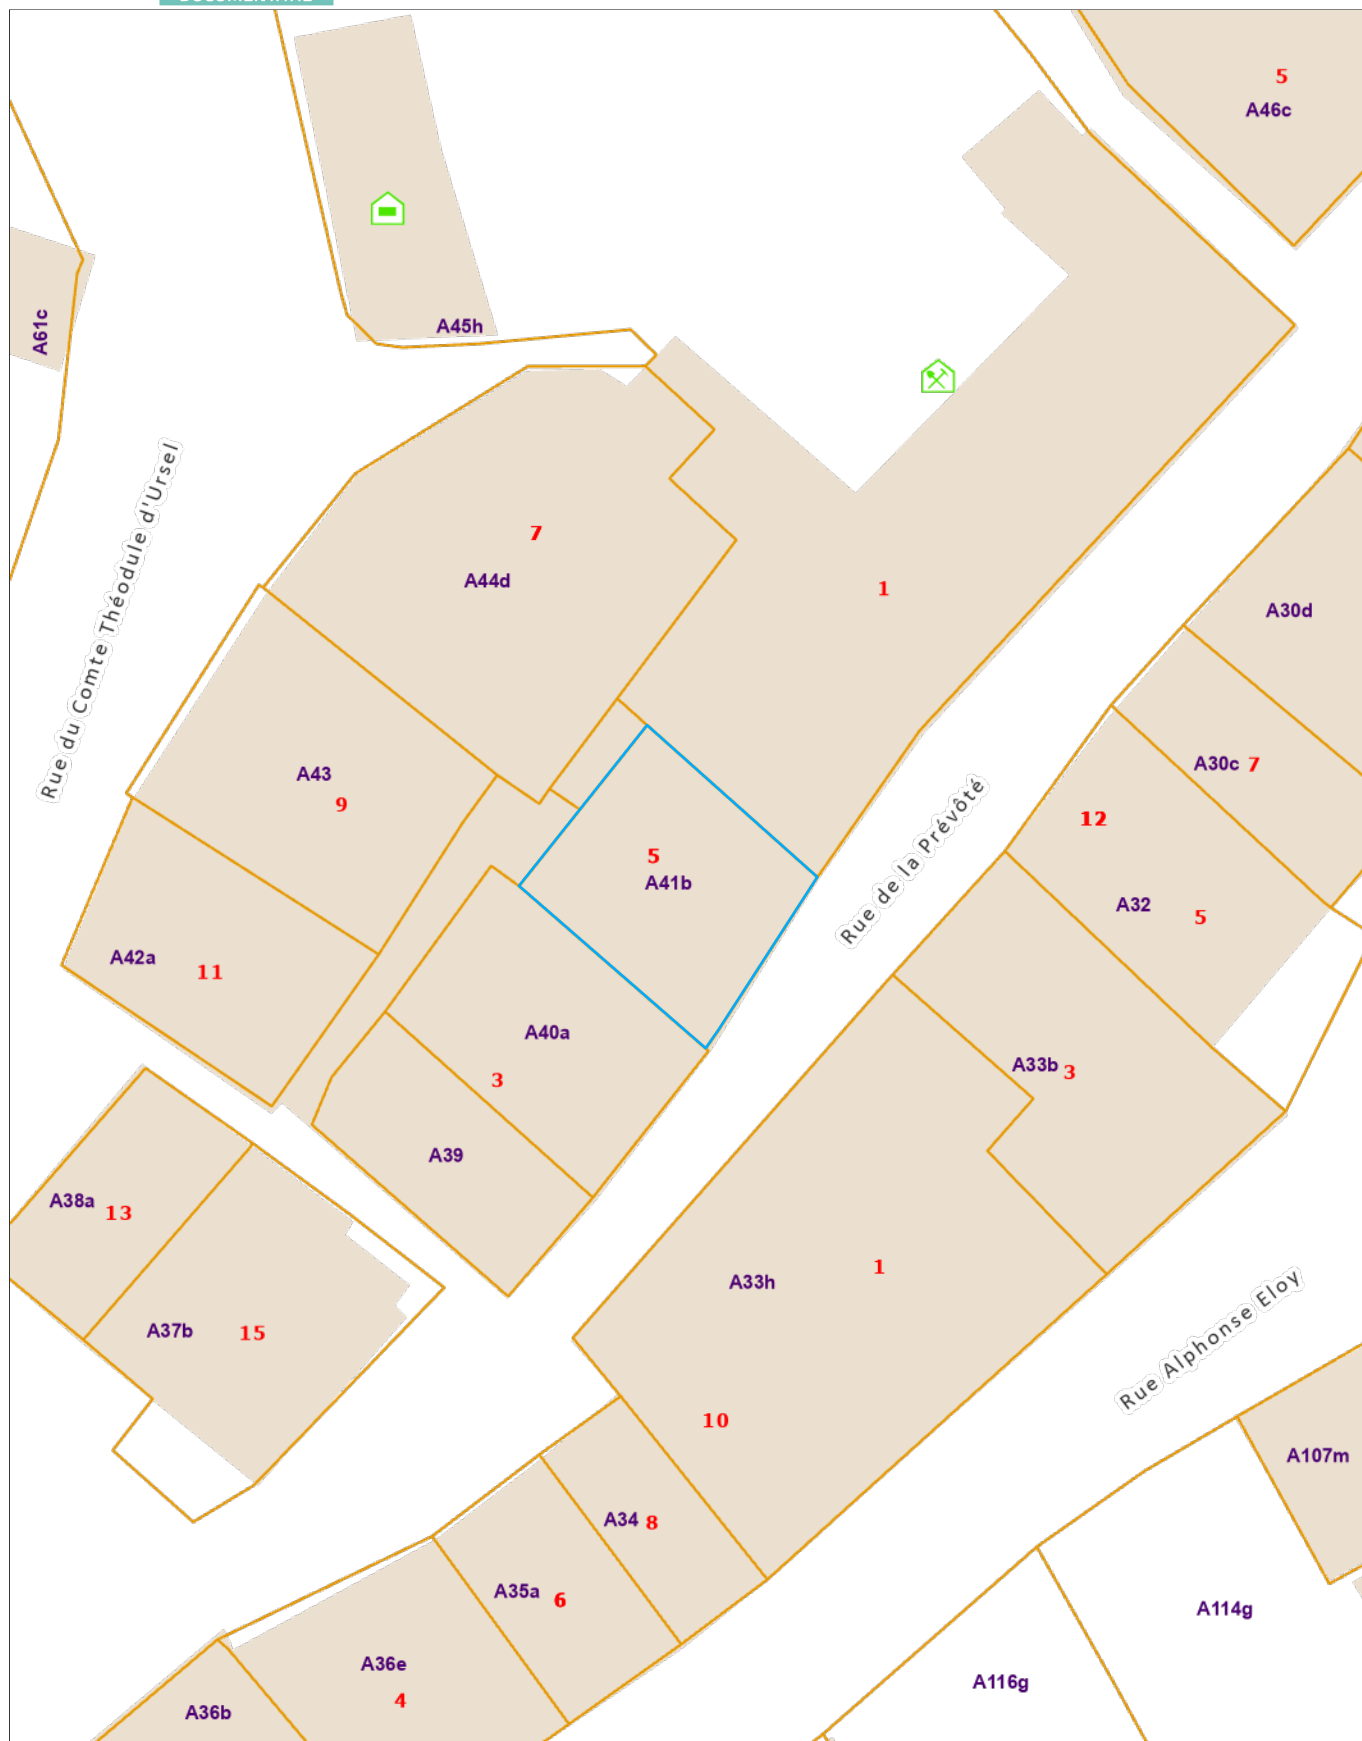 5
A46c
A61c
A45h
7
A44d
1
Rue du Comte Théodule d'Ursel
A30d
A43
9
A30c 7
12
5
A41b
Rue de la Prévôté
A32
5
A42a
11
A40a
3
A33b 3
A39
A38a
13
A33h
1
A37b
15
Rue Alphonse Eloy
10
A107m
A34 8
A35a
6
A114g
A36e
4
A116g
A36b